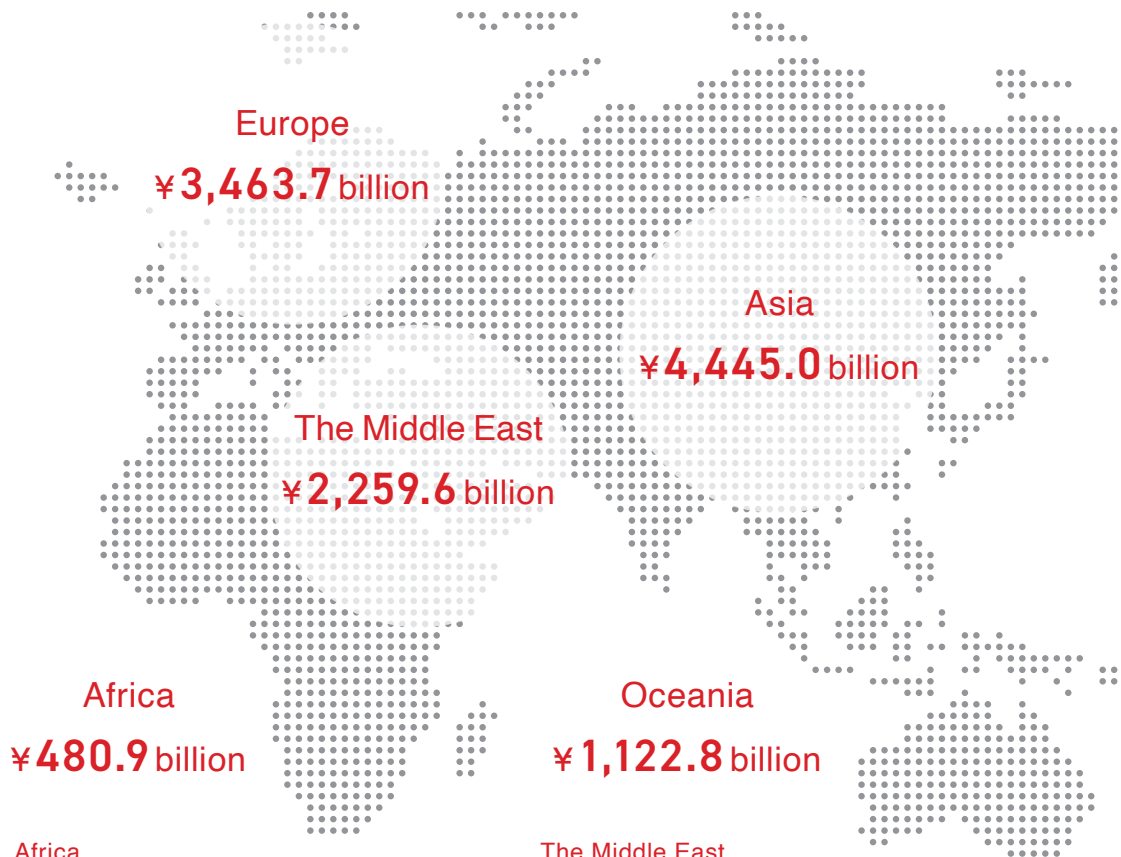 Europe
¥3,463.7 billion
Asia
¥4,445.0 billion
The Middle East
¥2,259.6 billion
Africa
¥480.9 billion
Oceania
¥1,122.8 billion
Africa
The Middle East